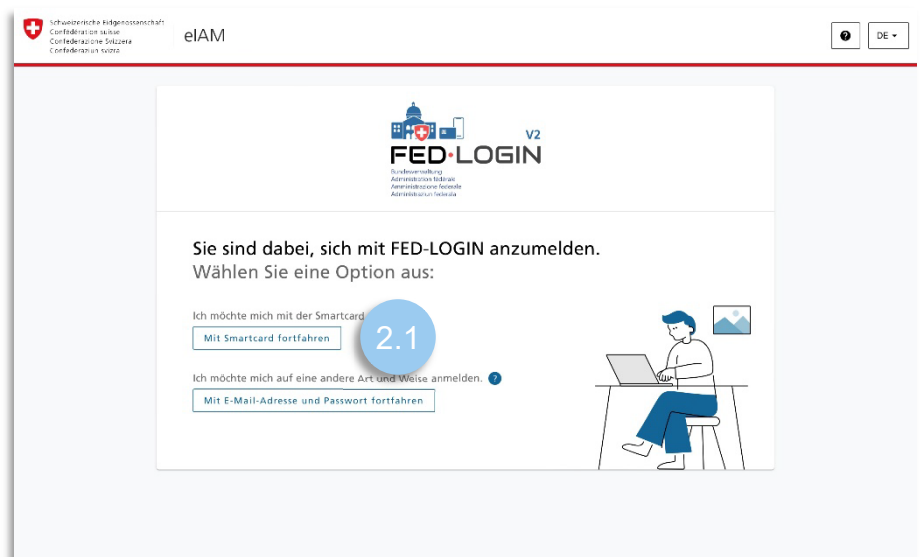 Schweizerische Eidgenossenschaft
Confédération suisse
Confederazione Svizzera
Confederaziun svizra
eIAM
?
DE
V2
FED·LOGIN
Bundesverwaltung
Administration fédérale
Amministrazione federale
Administraziun federala
Sie sind dabei, sich mit FED-LOGIN anzumelden.
Wählen Sie eine Option aus:
Ich möchte mich mit der Smartcard
Mit Smartcard fortfahren
2.1
Ich möchte mich auf eine andere Art und Weise anmelden. ?
Mit E-Mail-Adresse und Passwort fortfahren